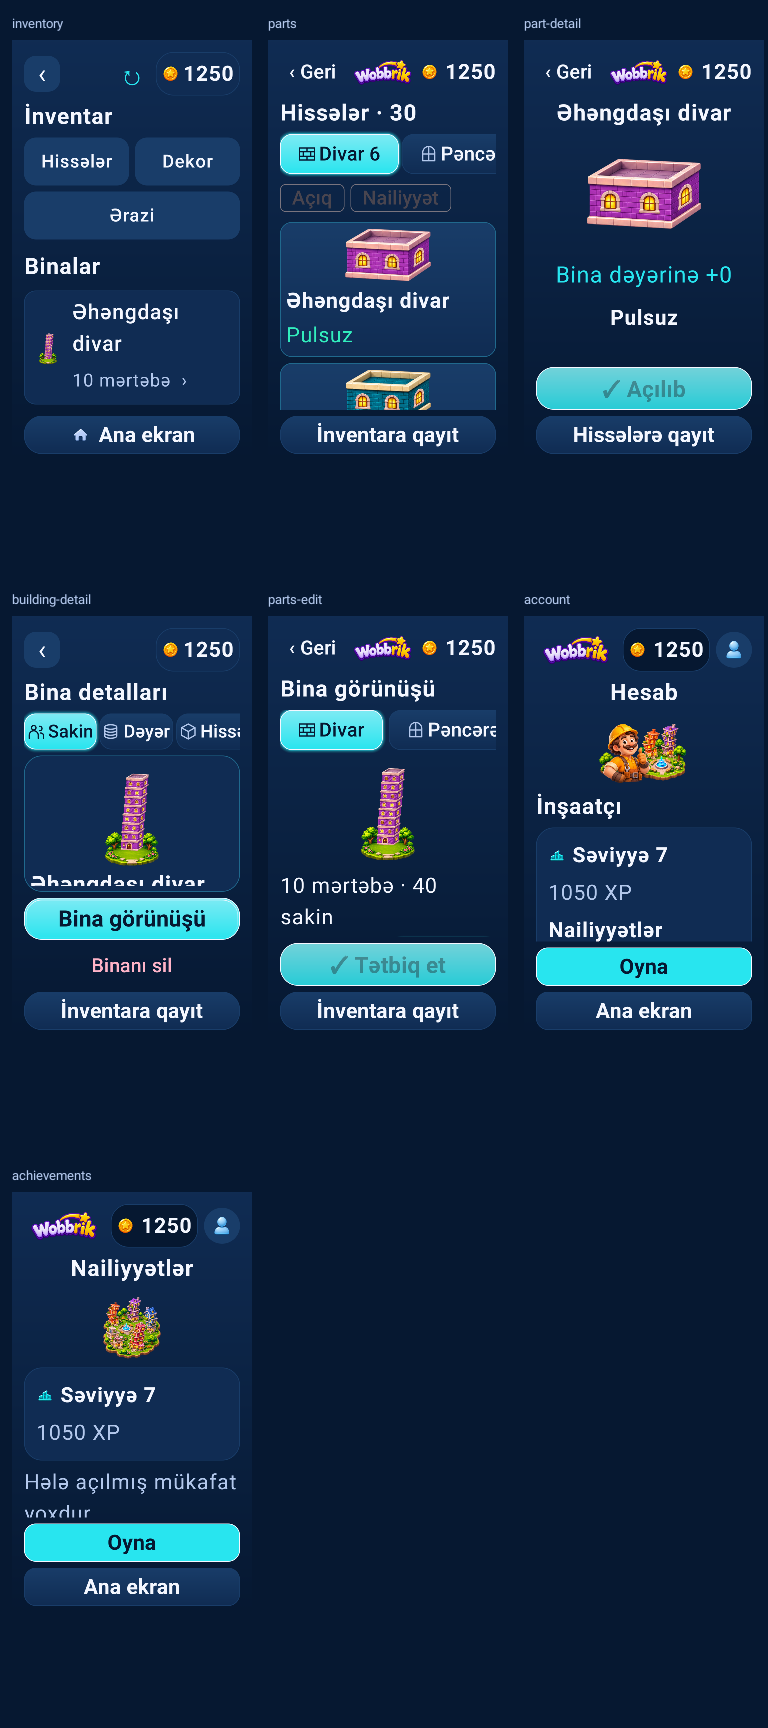 inventory
‹
1250
İnventar
Hissələr
Dekor
Ərazi
Binalar
Əhəngdaşı
divar
10 mərtəbə ›
Ana ekran
parts
‹ Geri
Wobbrik
1250
Hissələr · 30
Divar 6
Pəncə
Açıq
Nailiyyət
Əhəngdaşı divar
Pulsuz
İnventara qayıt
part-detail
‹ Geri
Wobbrik
1250
Əhəngdaşı divar
Bina dəyərinə +0
Pulsuz
✓ Açılıb
Hissələrə qayıt
building-detail
‹
1250
Bina detalları
Sakin
Dəyər
Hissə
Əhəngdaşı divar
Bina görünüşü
Binanı sil
İnventara qayıt
parts-edit
‹ Geri
Wobbrik
1250
Bina görünüşü
Divar
Pəncərə
10 mərtəbə · 40
sakin
✓ Tətbiq et
İnventara qayıt
account
Wobbrik
1250
Hesab
İnşaatçı
Səviyyə 7
1050 XP
Nailiyyətlər
Oyna
Ana ekran
achievements
Wobbrik
1250
Nailiyyətlər
Səviyyə 7
1050 XP
Hələ açılmış mükafat
yoxdur
Oyna
Ana ekran